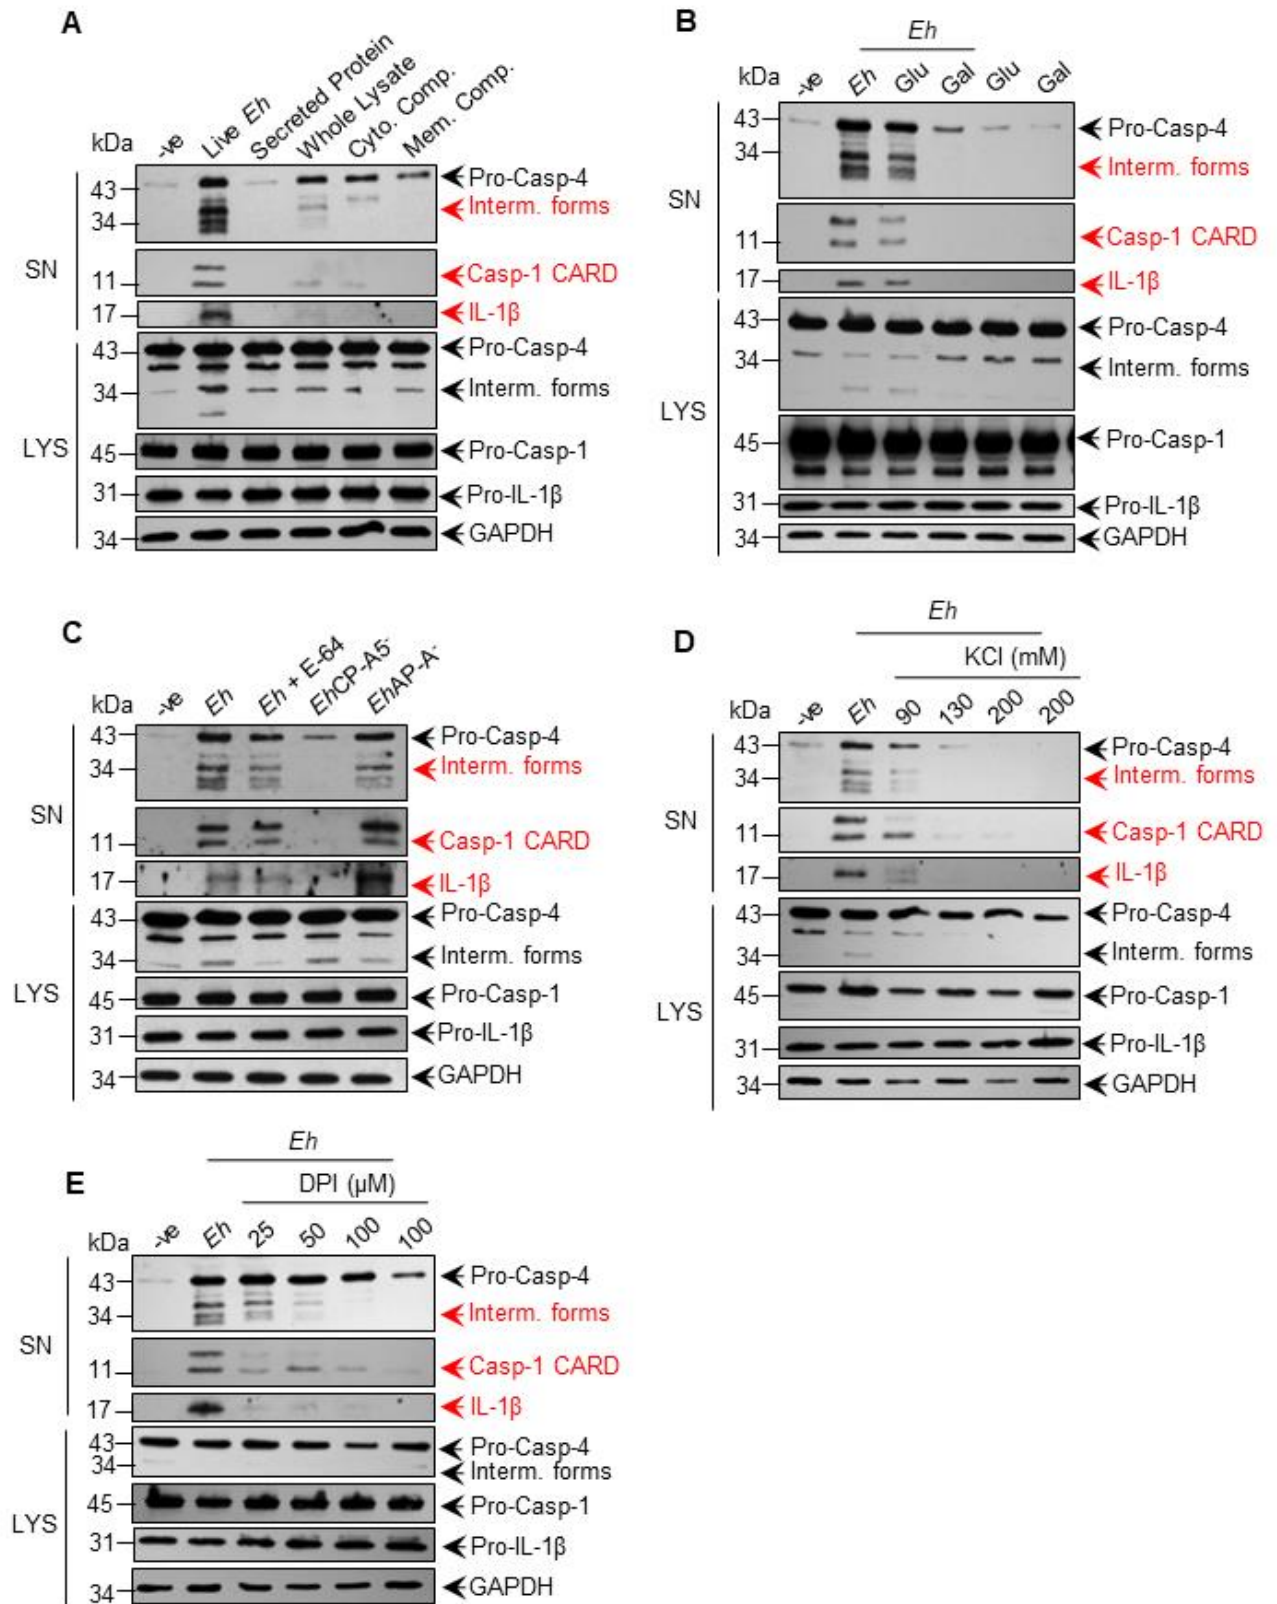 A
kDa
-ve
Live Eh
Secreted Protein
Whole Lysate
Cyto. Comp.
Mem. Comp.
SN
43
34
Pro-Casp-4
Interm. forms
11
Casp-1 CARD
17
IL-1β
LYS
43
Pro-Casp-4
34
Interm. forms
45
Pro-Casp-1
31
Pro-IL-1β
34
GAPDH
B
Eh
kDa
-ve
Eh
Glu
Gal
Glu
Gal
SN
43
Pro-Casp-4
34
Interm. forms
11
Casp-1 CARD
17
IL-1β
LYS
43
Pro-Casp-4
34
Interm. forms
45
Pro-Casp-1
31
Pro-IL-1β
34
GAPDH
C
kDa
-ve
Eh
Eh + E-64
EhCP-A5-
EhAP-A-
SN
43
Pro-Casp-4
34
Interm. forms
11
Casp-1 CARD
17
IL-1β
LYS
43
Pro-Casp-4
34
Interm. forms
45
Pro-Casp-1
31
Pro-IL-1β
34
GAPDH
D
Eh
KCl (mM)
kDa
-ve
Eh
90
130
200
200
SN
43
Pro-Casp-4
34
Interm. forms
11
Casp-1 CARD
17
IL-1β
LYS
43
Pro-Casp-4
34
Interm. forms
45
Pro-Casp-1
31
Pro-IL-1β
34
GAPDH
E
Eh
DPI (µM)
kDa
-ve
Eh
25
50
100
100
SN
43
Pro-Casp-4
34
Interm. forms
11
Casp-1 CARD
17
IL-1β
LYS
43
Pro-Casp-4
34
Interm. forms
45
Pro-Casp-1
31
Pro-IL-1β
34
GAPDH